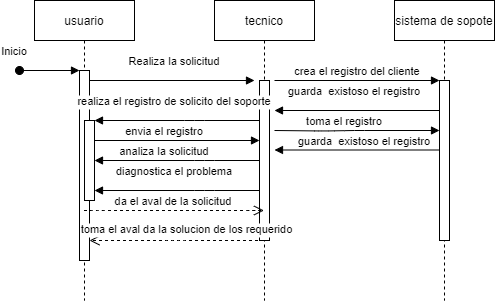 usuario
tecnico
sistema de sopote
Inicio
Realiza la solicitud
crea el registro del cliente
guarda existoso el registro
realiza el registro de solicito del soporte
toma el registro
envia el registro
guarda existoso el registro
analiza la solicitud
diagnostica el problema
da el aval de la solicitud
toma el aval da la solucion de los requerido